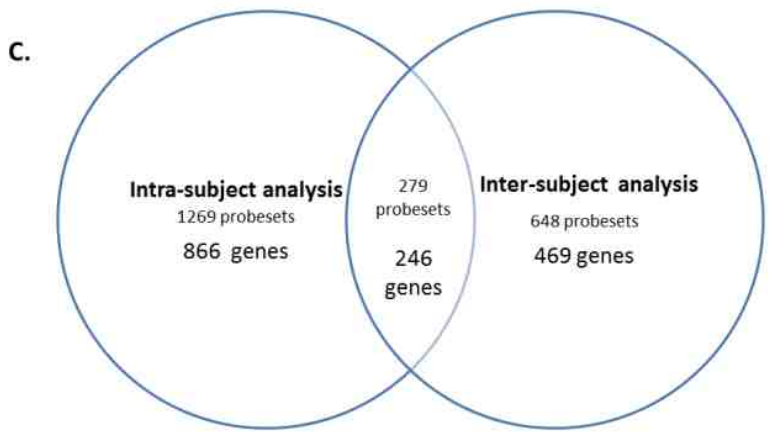 C.
Intra-subject analysis
1269 probesets
866 genes
279
probesets
246
genes
Inter-subject analysis
648 probesets
469 genes